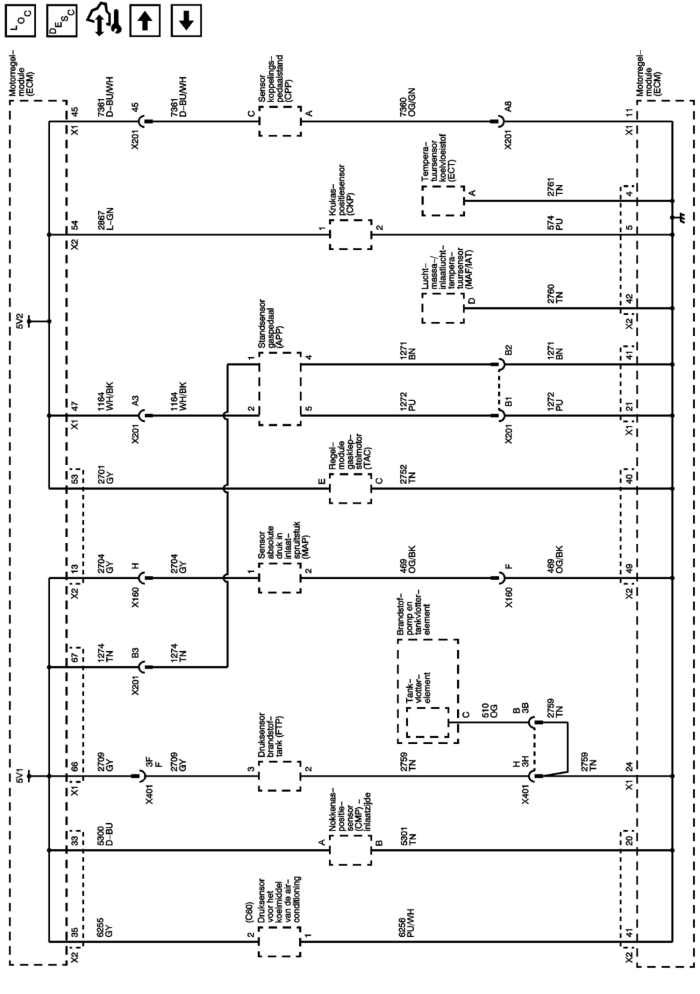 LOC
DESC
Motorregel-
module
(ECM)
5V1
5V2
X2
35
33
X1
66
67
X2
13
53
X1
47
X2
54
X1
45
6255
GY
5300
D-BU
2709
GY
1274
TN
2704
GY
2701
GY
1164
WH/BK
2867
L-GN
7361
D-BU/WH
X401
3F
F
X201
B3
X160
H
X201
A3
X201
45
2709
GY
1274
TN
2704
GY
1164
WH/BK
7361
D-BU/WH
2
(C60)
Druksensor
voor het
koelmiddel
van de air-
conditioning
1
A
Nokkenas-
positie-
sensor
(CMP) -
inlaatzijde
B
3
Druksensor
brandstof-
tank (FTP)
2
1
Sensor
absolute
druk in
inlaat-
spruitstuk
(MAP)
2
E
Regel-
module
gasklep-
stelmotor
(TAC)
C
2
1
Standsensor
gaspedaal
(APP)
5
4
1
Krukas-
positiesensor
(CKP)
2
C
Sensor
koppelings-
pedaalstand
(CPP)
A
Brandstof-
pomp en
tankvlotter-
element
Tank-
vlotter-
element
C
Lucht-
massa-/
inlaatlucht-
tempera-
tuursensor
(MAF/IAT)
D
Tempera-
tuursensor
koelvloeistof
(ECT)
A
6256
PU/WH
5301
TN
2759
TN
510
OG
469
OG/BK
2752
TN
1272
PU
1271
BN
2760
TN
574
PU
2761
TN
7360
OG/GN
X401
H
3H
B
3B
2759
TN
X160
F
X201
B1
B2
X201
A8
2759
TN
469
OG/BK
1272
PU
1271
BN
X2
41
20
X1
24
X2
49
40
X1
21
41
X2
42
5
4
X1
11
Motorregel-
module
(ECM)